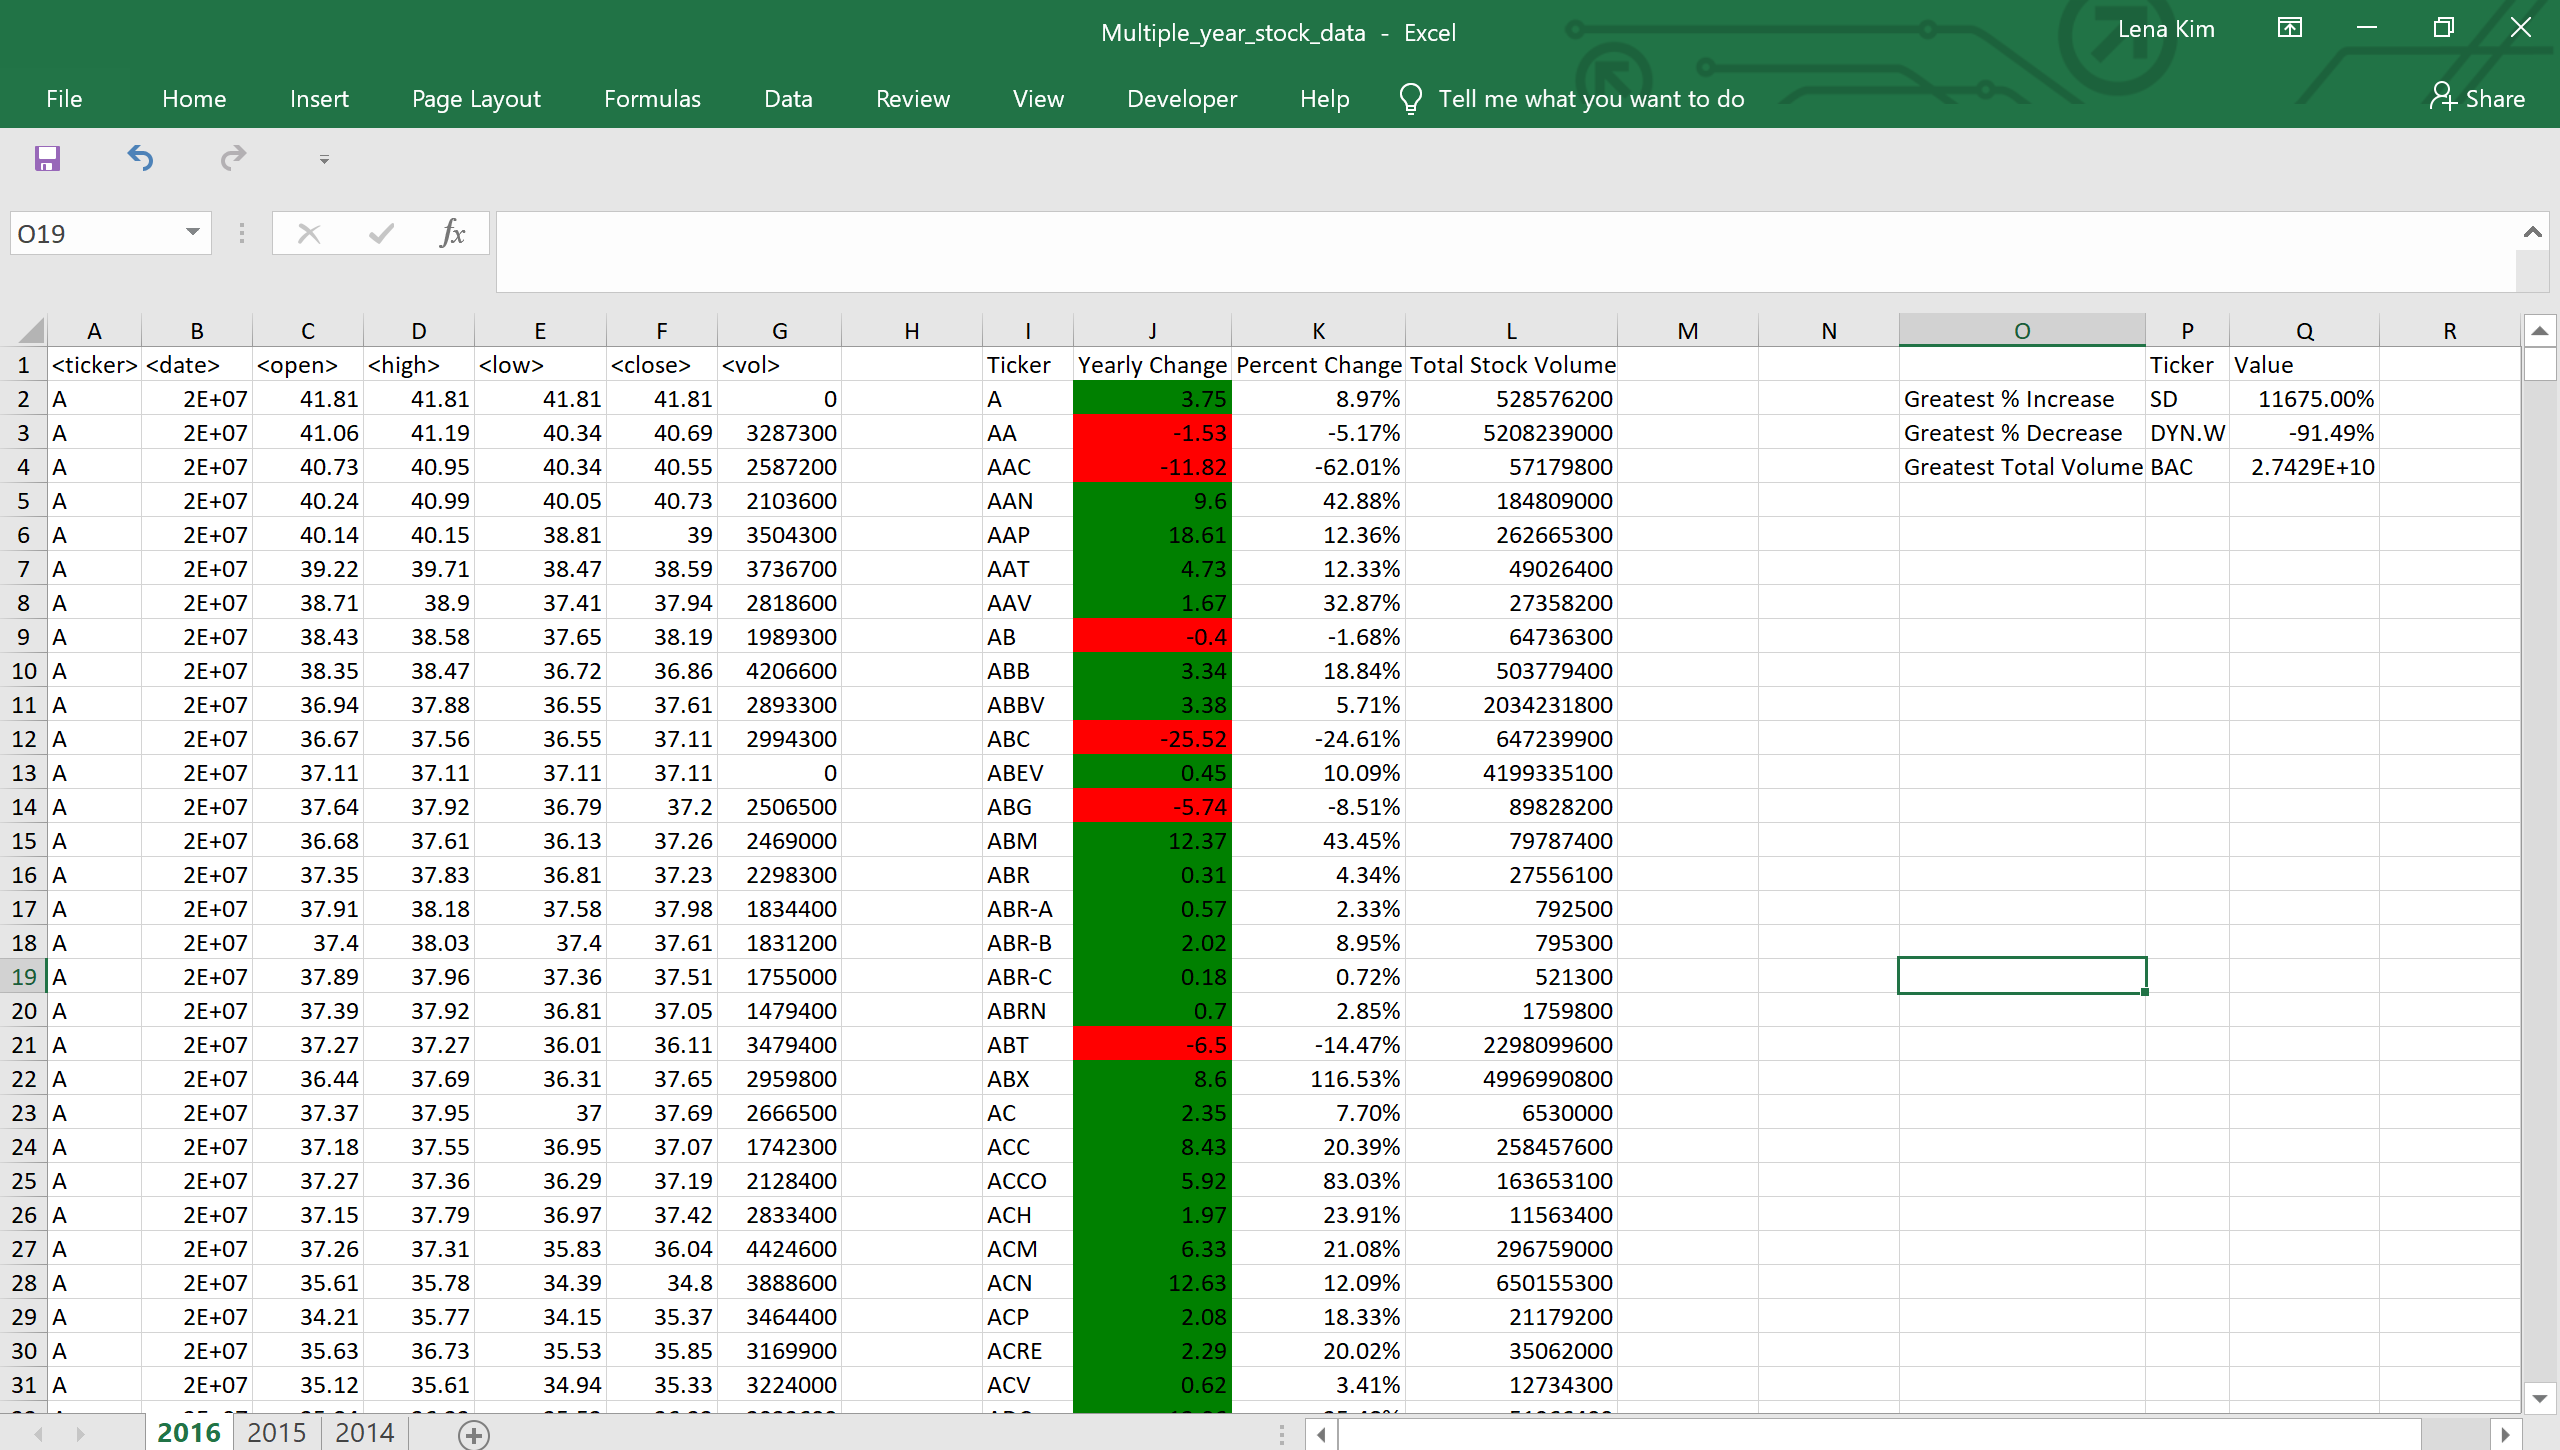 Multiple_year_stock_data - Excel
Lena Kim
File Home Insert Page Layout Formulas Data Review View Developer Help Tell me what you want to do Share
O19 fx
A B C D E F G H I J K L M N O P Q R
1 <ticker> <date> <open> <high> <low> <close> <vol> Ticker Yearly Change Percent Change Total Stock Volume Ticker Value
2 A 2E+07 41.81 41.81 41.81 41.81 0 A 3.75 8.97% 528576200 Greatest % Increase SD 11675.00%
3 A 2E+07 41.06 41.19 40.34 40.69 3287300 AA -1.53 -5.17% 5208239000 Greatest % Decrease DYN.W -91.49%
4 A 2E+07 40.73 40.95 40.34 40.55 2587200 AAC -11.82 -62.01% 57179800 Greatest Total Volume BAC 2.7429E+10
5 A 2E+07 40.24 40.99 40.05 40.73 2103600 AAN 9.6 42.88% 184809000
6 A 2E+07 40.14 40.15 38.81 39 3504300 AAP 18.61 12.36% 262665300
7 A 2E+07 39.22 39.71 38.47 38.59 3736700 AAT 4.73 12.33% 49026400
8 A 2E+07 38.71 38.9 37.41 37.94 2818600 AAV 1.67 32.87% 27358200
9 A 2E+07 38.43 38.58 37.65 38.19 1989300 AB -0.4 -1.68% 64736300
10 A 2E+07 38.35 38.47 36.72 36.86 4206600 ABB 3.34 18.84% 503779400
11 A 2E+07 36.94 37.88 36.55 37.61 2893300 ABBV 3.38 5.71% 2034231800
12 A 2E+07 36.67 37.56 36.55 37.11 2994300 ABC -25.52 -24.61% 647239900
13 A 2E+07 37.11 37.11 37.11 37.11 0 ABEV 0.45 10.09% 4199335100
14 A 2E+07 37.64 37.92 36.79 37.2 2506500 ABG -5.74 -8.51% 89828200
15 A 2E+07 36.68 37.61 36.13 37.26 2469000 ABM 12.37 43.45% 79787400
16 A 2E+07 37.35 37.83 36.81 37.23 2298300 ABR 0.31 4.34% 27556100
17 A 2E+07 37.91 38.18 37.58 37.98 1834400 ABR-A 0.57 2.33% 792500
18 A 2E+07 37.4 38.03 37.4 37.61 1831200 ABR-B 2.02 8.95% 795300
19 A 2E+07 37.89 37.96 37.36 37.51 1755000 ABR-C 0.18 0.72% 521300
20 A 2E+07 37.39 37.92 36.81 37.05 1479400 ABRN 0.7 2.85% 1759800
21 A 2E+07 37.27 37.27 36.01 36.11 3479400 ABT -6.5 -14.47% 2298099600
22 A 2E+07 36.44 37.69 36.31 37.65 2959800 ABX 8.6 116.53% 4996990800
23 A 2E+07 37.37 37.95 37 37.69 2666500 AC 2.35 7.70% 6530000
24 A 2E+07 37.18 37.55 36.95 37.07 1742300 ACC 8.43 20.39% 258457600
25 A 2E+07 37.27 37.36 36.29 37.19 2128400 ACCO 5.92 83.03% 163653100
26 A 2E+07 37.15 37.79 36.97 37.42 2833400 ACH 1.97 23.91% 11563400
27 A 2E+07 37.26 37.31 35.83 36.04 4424600 ACM 6.33 21.08% 296759000
28 A 2E+07 35.61 35.78 34.39 34.8 3888600 ACN 12.63 12.09% 650155300
29 A 2E+07 34.21 35.77 34.15 35.37 3464400 ACP 2.08 18.33% 21179200
30 A 2E+07 35.63 36.73 35.53 35.85 3169900 ACRE 2.29 20.02% 35062000
31 A 2E+07 35.12 35.61 34.94 35.33 3224000 ACV 0.62 3.41% 12734300
2016 2015 2014